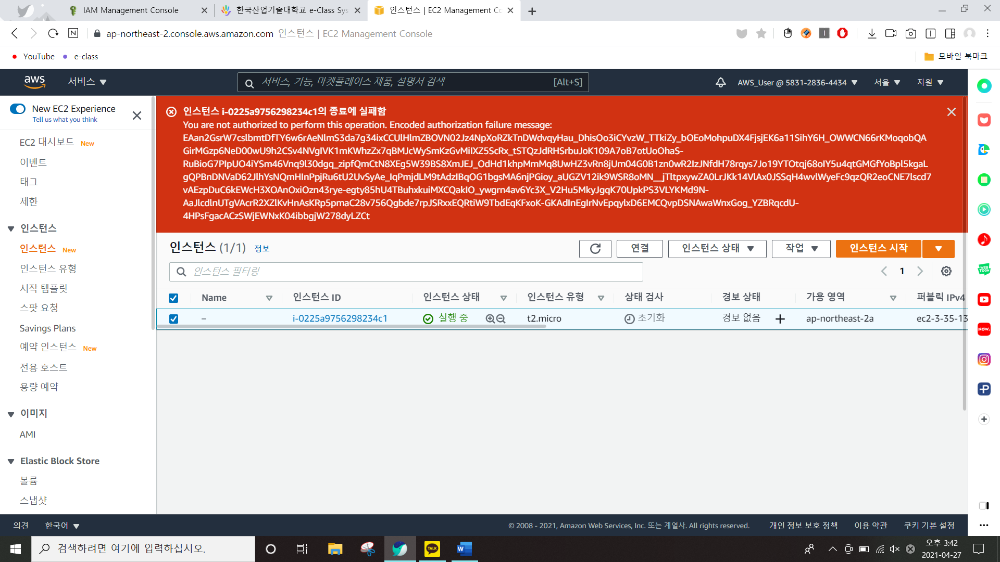 IAM Management Console
한국산업기술대학교 e-Class Sys
인스턴스 | EC2 Management Co
ap-northeast-2.console.aws.amazon.com 인스턴스 | EC2 Management Console
YouTube e-class 모바일 북마크
aws 서비스 서비스, 기능, 마켓플레이스 제품, 설명서 검색 [Alt+S] AWS_User @ 5831-2836-4434 서울 지원
New EC2 Experience
Tell us what you think
EC2 대시보드 New
이벤트
태그
제한
인스턴스
인스턴스 New
인스턴스 유형
시작 템플릿
스팟 요청
Savings Plans
예약 인스턴스 New
전용 호스트
용량 예약
이미지
AMI
Elastic Block Store
볼륨
스냅샷
인스턴스 i-0225a9756298234c1의 종료에 실패함
You are not authorized to perform this operation. Encoded authorization failure message:
EAan2GsrW7cslbmtDfTY6w6rAeNlmS3da7g34ixCCUlHlmZBOVN02Jz4NpXoRZkTnDWdvqyHau_DhisOo3iCYvzW_TTkiZy_bOEoMohpuDX4FjsjEK6a11SihY6H_OWWCN66rKMoqobQA
GirMGzp6NeD00wU9h2CSv4NVgIVK1mKWhzZx7qBMJcWySmKzGvMiIXZ5ScRx_tSTQzJdRHSrbuJoK109A7oB7otUoOhaS-
RuBioG7PIpUO4iYSm46Vnq9l30dgq_zipfQmCtN8XEg5W39BS8XmJEJ_OdHd1khpMmMq8UwHZ3vRn8jUm04G0B1zn0wR2IzJNfdH78rqys7Jo19YTOtqj68oIY5u4qtGMGfYoBpl5kgaL
gQPBnDNVaD62JlhYsNQmHInPpjRu6tU2UvSyAe_IqPmjdLM9tAdzIBqOG1bgsMA6njPGioy_aUGZV12ik9WSR8oMN__jTltpxywZA0LrJKk14VlAx0JSSqH4wvlWyeFc9qzQR2eoCNE7lscd7
vAEzpDuC6kEWcH3XOAnOxiOzn43rye-egty85hU4TBuhxkuiMXCQakIO_ywgrn4av6Yc3X_V2Hu5MkyJgqK70UpkPS3VLYKMd9N-
AaJlcdlnUTgVAcrR2XZlKvHnAsKRp5pmaC28v756Qgbde7rpJSRxxEQRtiW9TbdEqKFxoK-GKAdInEgIrNvEpqylxD6EMCQvpDSNAwaWnxGog_YZBRqcdU-
4HPsFgacACzSWjEWNxK04ibbgjW278dyLZCt
인스턴스 (1/1) 정보 연결 인스턴스 상태 작업 인스턴스 시작
인스턴스 필터링 1
Name 인스턴스 ID 인스턴스 상태 인스턴스 유형 상태 검사 경보 상태 가용 영역 퍼블릭 IPv4
– i-0225a9756298234c1 실행 중 t2.micro 초기화 경보 없음 ap-northeast-2a ec2-3-35-13
WEB
TOON
NOW.
의견 한국어 © 2008 - 2021, Amazon Web Services, Inc. 또는 계열사. All rights reserved. 개인 정보 보호 정책 이용 약관 쿠키 기본 설정
검색하려면 여기에 입력하십시오. TALK
오후 3:42
2021-04-27